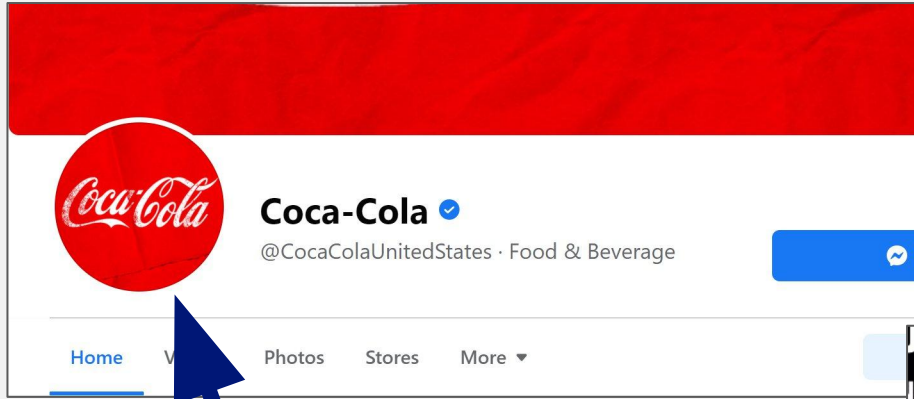 Coca-Cola
Coca-Cola
@CocaColaUnitedStates · Food & Beverage
Home Photos Stores More ▼